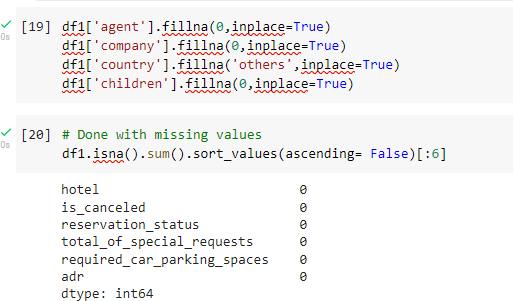 [19] df1['agent'].fillna(0,inplace=True)
df1['company'].fillna(0,inplace=True)
df1['country'].fillna('others',inplace=True)
df1['children'].fillna(0,inplace=True)
0s
[20] # Done with missing values
0s
df1.isna().sum().sort_values(ascending= False)[:6]
hotel 0
is_canceled 0
reservation_status 0
total_of_special_requests 0
required_car_parking_spaces 0
adr 0
dtype: int64